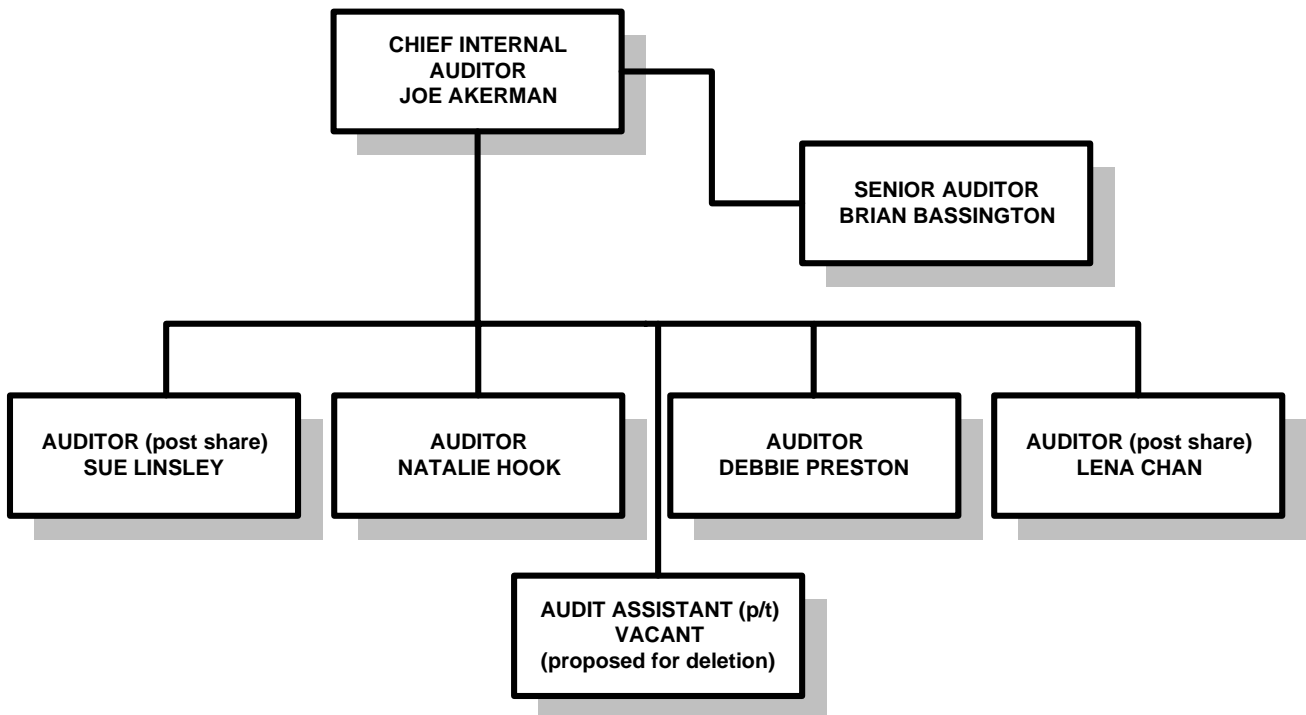 CHIEF INTERNAL
AUDITOR
JOE AKERMAN
SENIOR AUDITOR
BRIAN BASSINGTON
AUDITOR (post share)
SUE LINSLEY
AUDITOR
NATALIE HOOK
AUDITOR
DEBBIE PRESTON
AUDITOR (post share)
LENA CHAN
AUDIT ASSISTANT (p/t)
VACANT
(proposed for deletion)